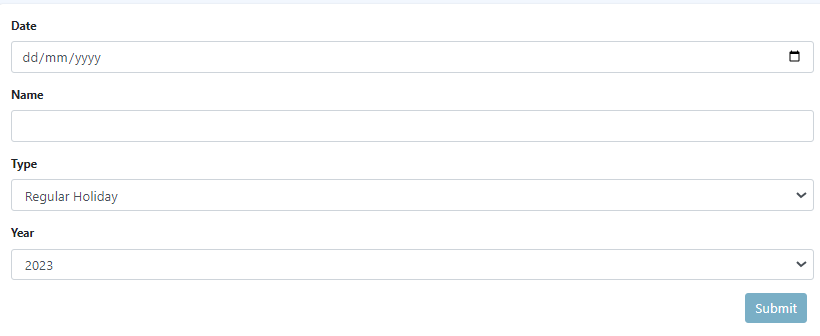 Date
dd/mm/yyyy
Name
Type
Regular Holiday
Year
2023
Submit